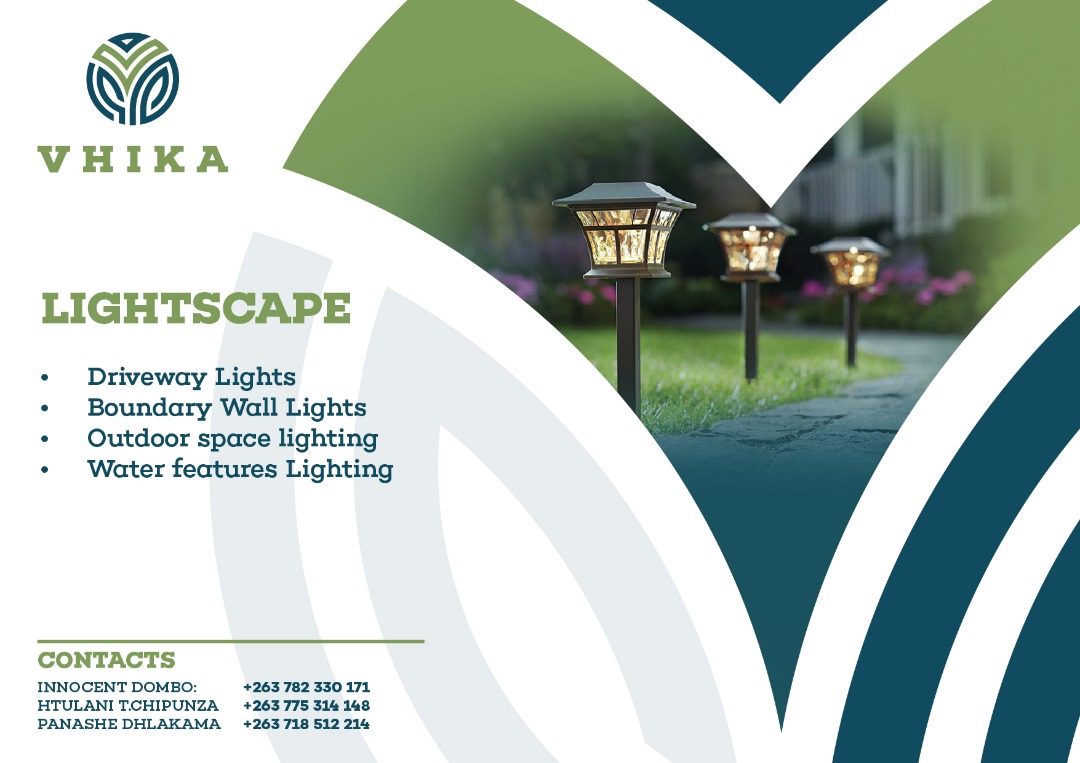 VHIKA
LIGHTSCAPE
• Driveway Lights
• Boundary Wall Lights
• Outdoor space lighting
• Water features Lighting
CONTACTS
INNOCENT DOMBO: +263 782 330 171
HTULANI T.CHIPUNZA +263 775 314 148
PANASHE DHLAKAMA +263 718 512 214